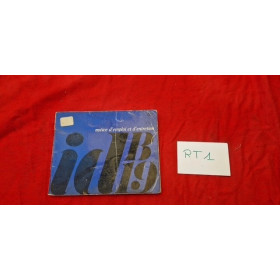 notice d'emploi et d'entretien
id 19
RT1